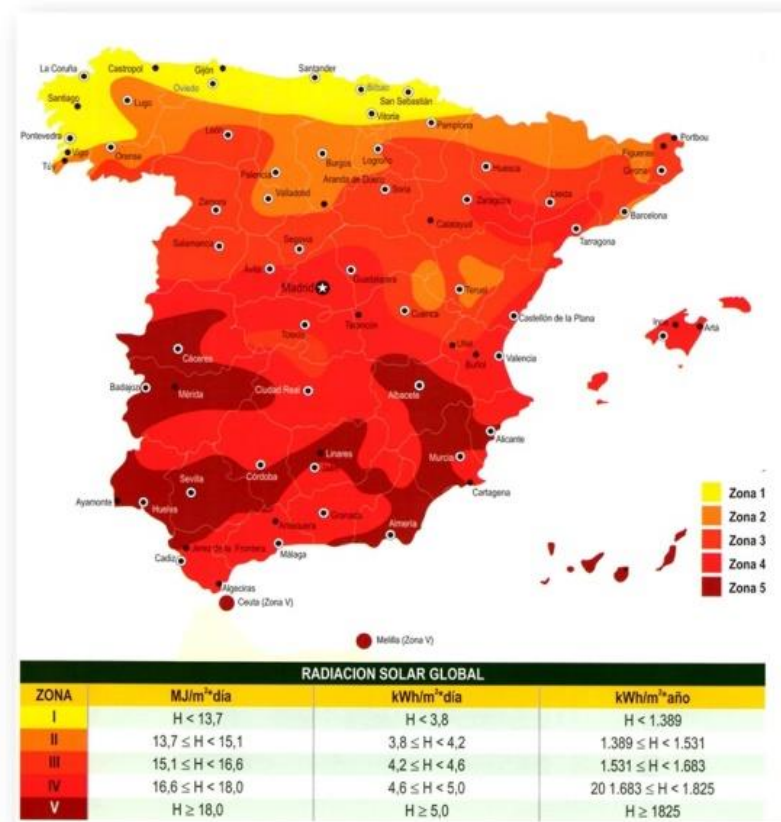 La Coruña
Castropol
Gijón
Santander
Oviedo
Bilbao
San Sebastián
Santiago
Lugo
Vitoria
Pamplona
Pontevedra
León
Portbou
Vigo
Orense
Burgos
Logroño
Figueras
Túy
Palencia
Huesca
Girona
Aranda de Duero
Soria
Valladolid
Zaragoza
Lleida
Zamora
Barcelona
Calatayud
Tarragona
Salamanca
Segovia
Ávila
Guadalajara
Madrid
Teruel
Cuenca
Tarancón
Castellón de la Plana
Inca
Artá
Toledo
Utiel
Buñol
Valencia
Cáceres
Badajoz
Mérida
Ciudad Real
Albacete
Alicante
Linares
Murcia
Córdoba
Sevilla
Cartagena
Ayamonte
Huelva
Granada
Antequera
Almería
Jerez de la Frontera
Cadiz
Málaga
Algeciras
Ceuta (Zona V)
Melilla (Zona V)
Zona 1
Zona 2
Zona 3
Zona 4
Zona 5
RADIACION SOLAR GLOBAL
ZONA MJ/m²*día kWh/m²*día kWh/m²*año
I H < 13,7 H < 3,8 H < 1.389
II 13,7 ≤ H < 15,1 3,8 ≤ H < 4,2 1.389 ≤ H < 1.531
III 15,1 ≤ H < 16,6 4,2 ≤ H < 4,6 1.531 ≤ H < 1.683
IV 16,6 ≤ H < 18,0 4,6 ≤ H < 5,0 20 1.683 ≤ H < 1.825
V H ≥ 18,0 H ≥ 5,0 H ≥ 1825